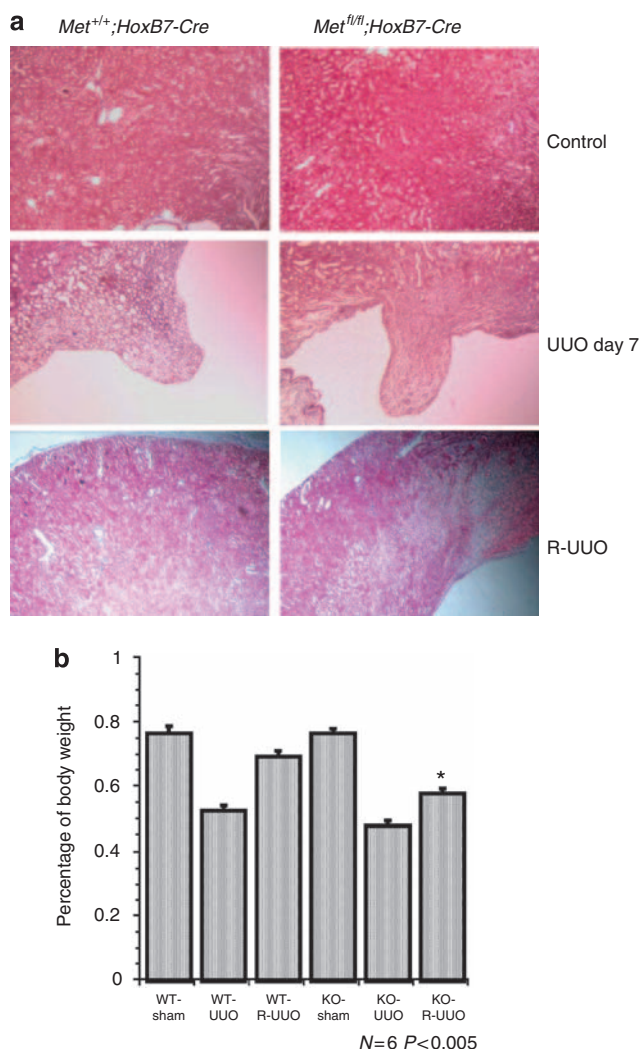 a
Met+/+;HoxB7-Cre
Metfl/fl;HoxB7-Cre
Control
UUO day 7
R-UUO
b
Percentage of body weight
1
0.8
0.6
0.4
0.2
0
*
WT-
sham
WT-
UUO
WT-
R-UUO
KO-
sham
KO-
UUO
KO-
R-UUO
N=6 P<0.005